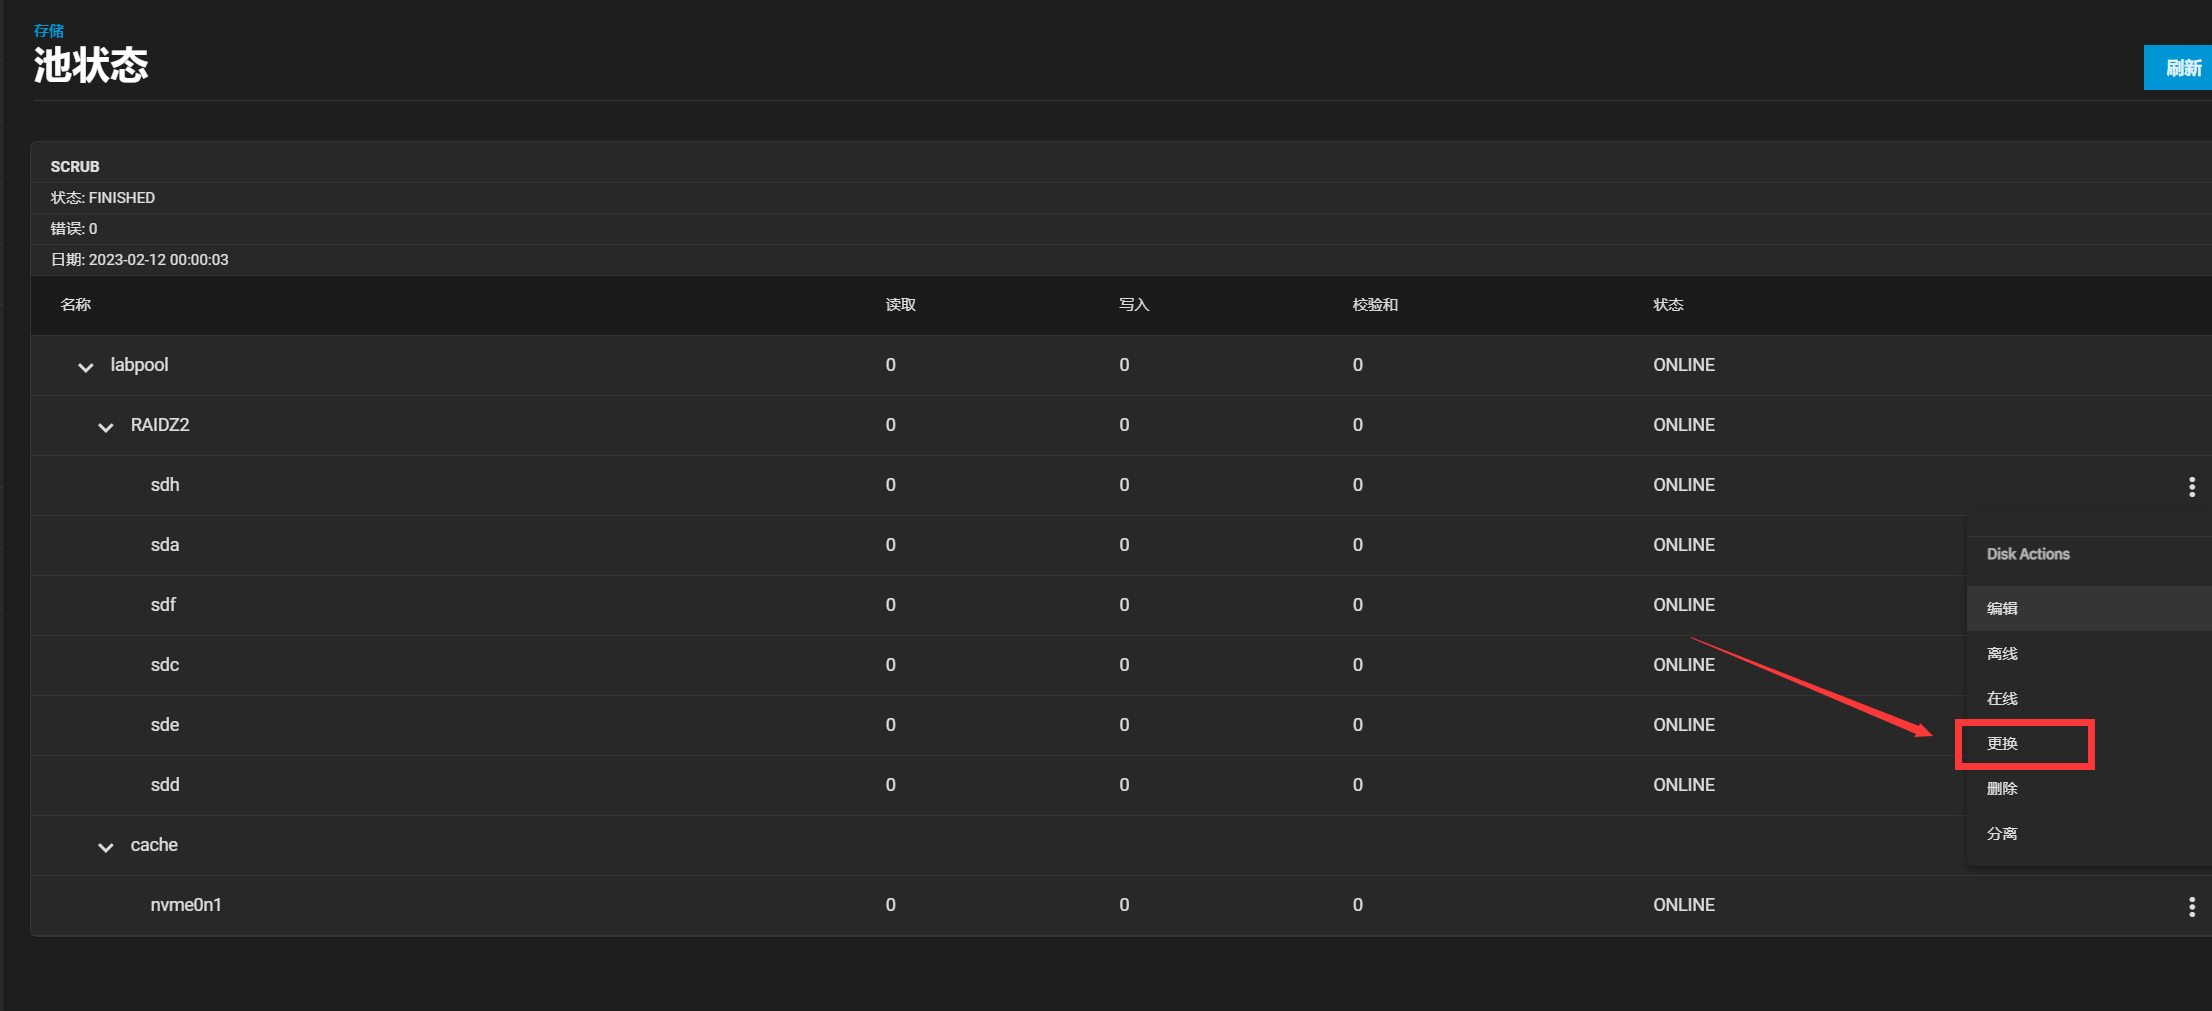 存储
池状态
刷新
SCRUB
状态: FINISHED
错误: 0
日期: 2023-02-12 00:00:03
名称 读取 写入 校验和 状态
labpool 0 0 0 ONLINE
RAIDZ2 0 0 0 ONLINE
sdh 0 0 0 ONLINE
sda 0 0 0 ONLINE
sdf 0 0 0 ONLINE
sdc 0 0 0 ONLINE
sde 0 0 0 ONLINE
sdd 0 0 0 ONLINE
cache
nvme0n1 0 0 0 ONLINE
Disk Actions
编辑
离线
在线
更换
删除
分离